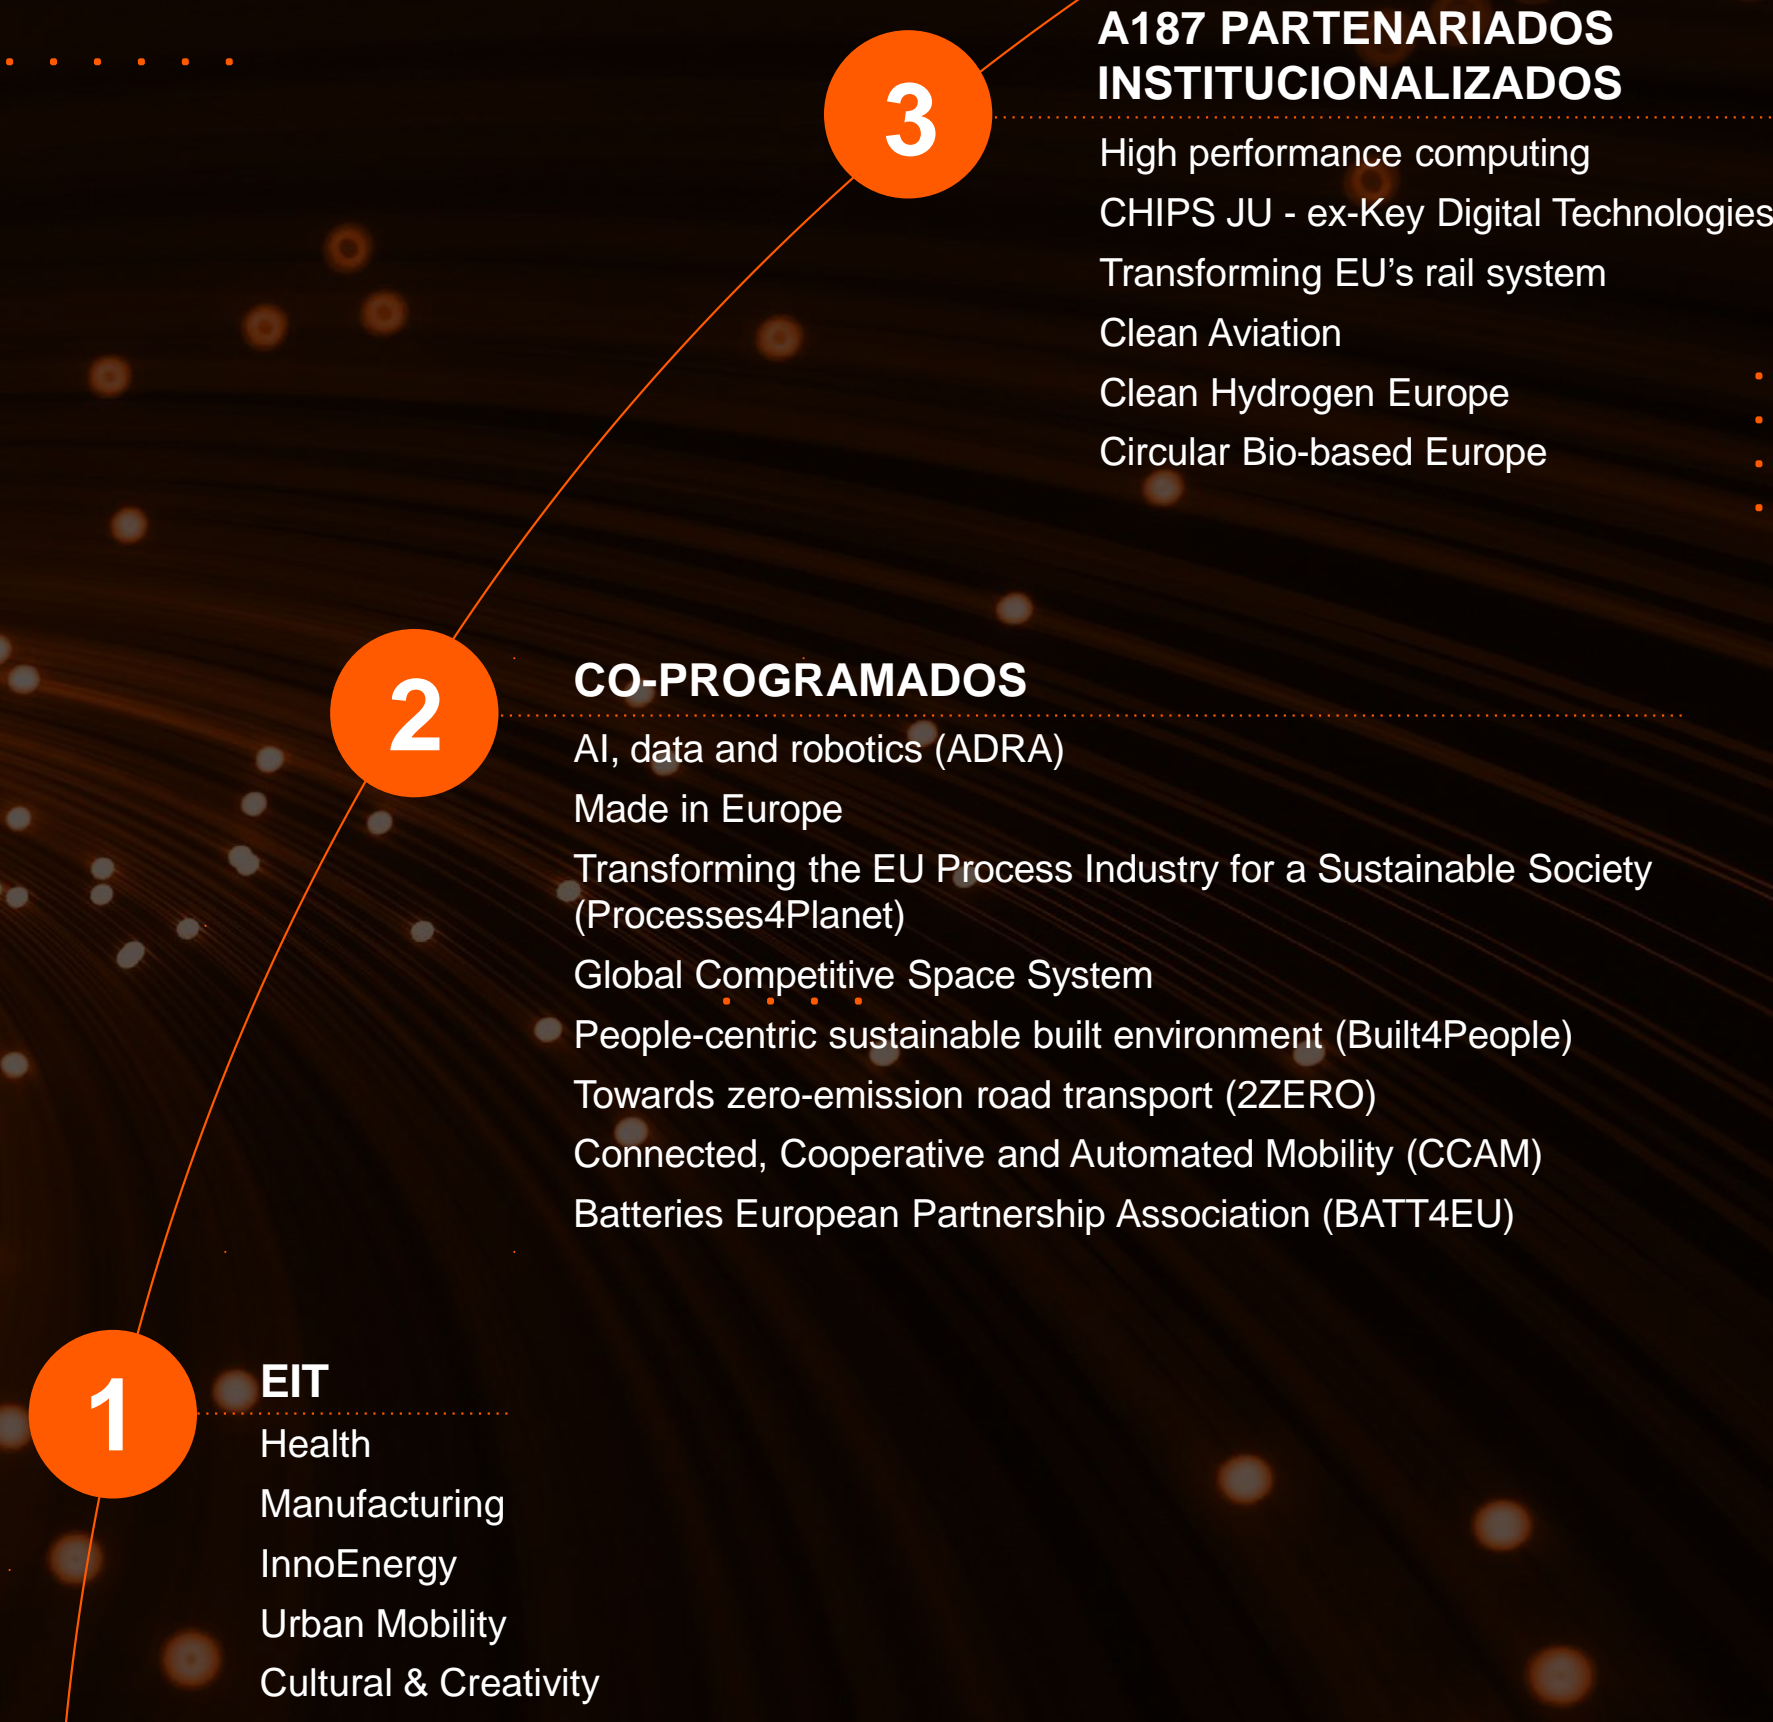 3
A187 PARTENARIADOS
INSTITUCIONALIZADOS
High performance computing
CHIPS JU - ex-Key Digital Technologies
Transforming EU’s rail system
Clean Aviation
Clean Hydrogen Europe
Circular Bio-based Europe
2
CO-PROGRAMADOS
AI, data and robotics (ADRA)
Made in Europe
Transforming the EU Process Industry for a Sustainable Society
(Processes4Planet)
Global Competitive Space System
People-centric sustainable built environment (Built4People)
Towards zero-emission road transport (2ZERO)
Connected, Cooperative and Automated Mobility (CCAM)
Batteries European Partnership Association (BATT4EU)
1
EIT
Health
Manufacturing
InnoEnergy
Urban Mobility
Cultural & Creativity